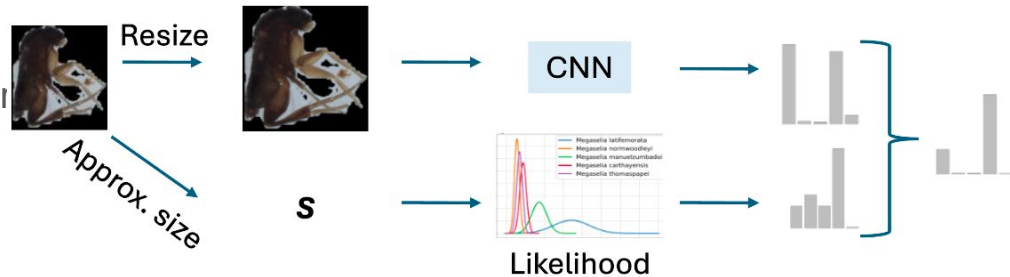 Resize
CNN
r
Approx. size
s
Megaselia latifemorata
Megaselia normwoodleyi
Megaselia manuelzumbadoi
Megaselia carthayensis
Megaselia thomaspapei
Likelihood